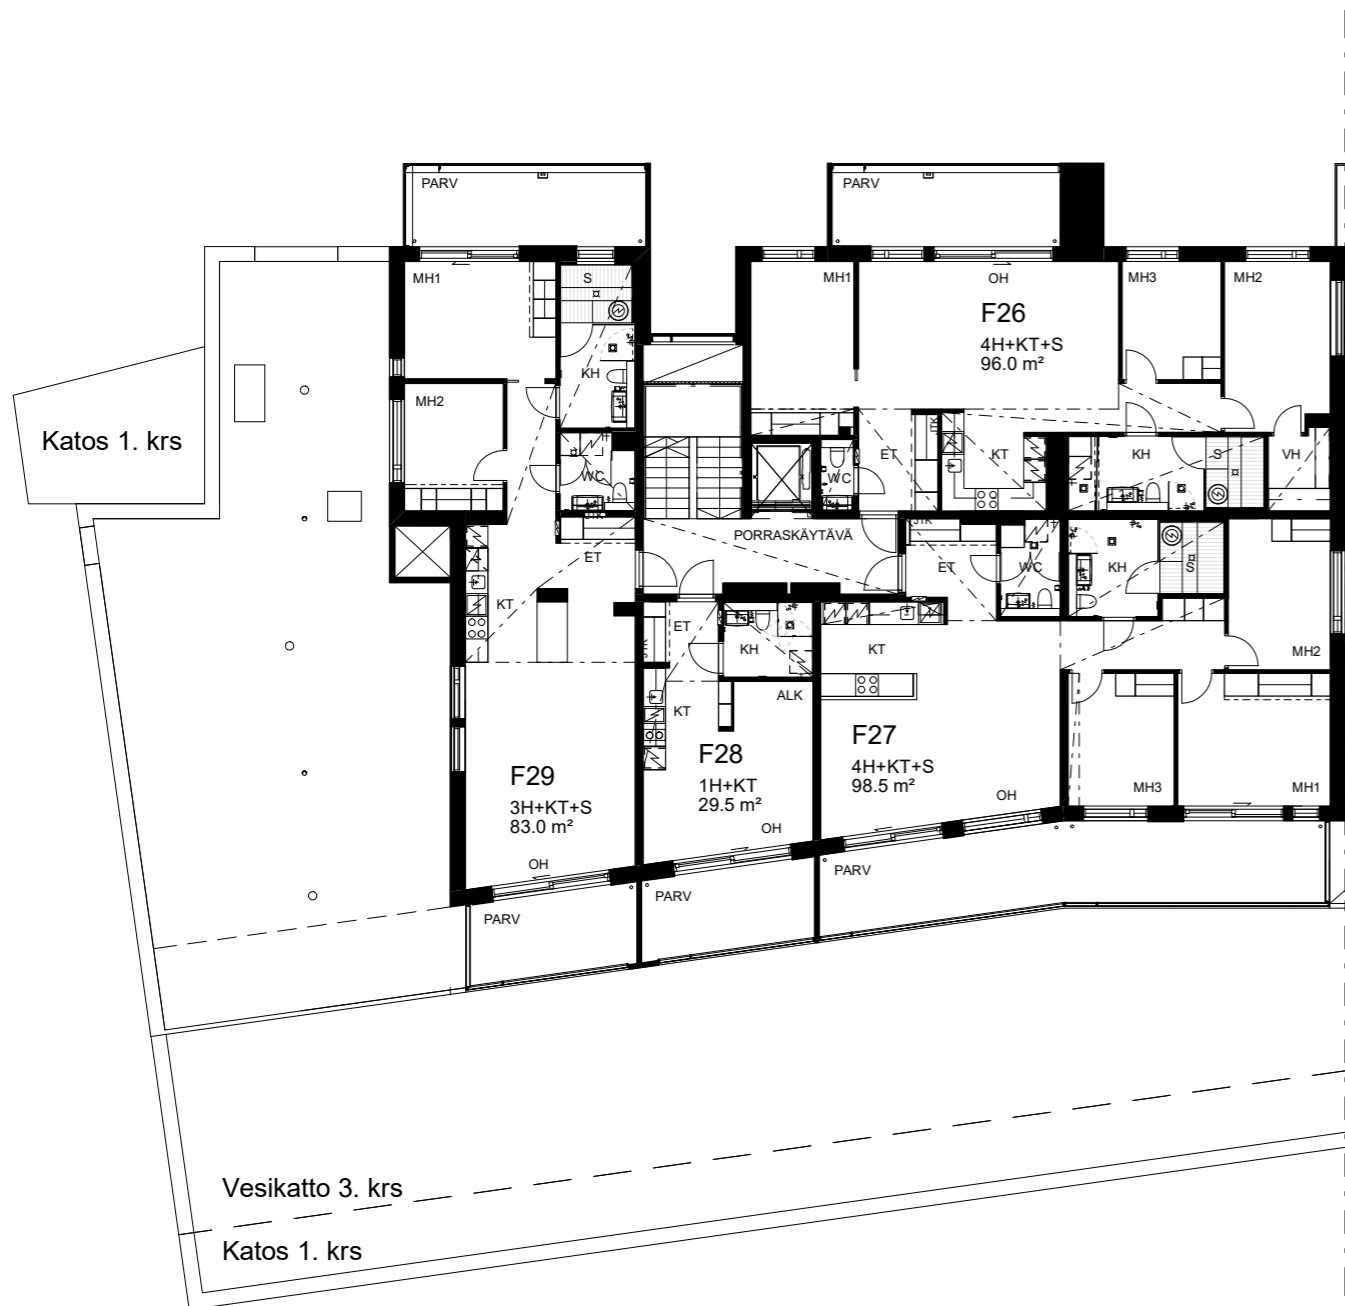 PARV
PARV
MH1
S
MH1
OH
MH3
MH2
F26
4H+KT+S
96.0 m²
KH
MH2
Katos 1. krs
JTK
ET
KT
KH
S
VH
WC
WC
JTK
ET
PORRASKÄYTÄVÄ
JTK
ET
WC
KH
S
KT
ET
JTK
KH
KT
MH2
ALK
KT
F27
4H+KT+S
98.5 m²
F28
1H+KT
29.5 m²
F29
3H+KT+S
83.0 m²
OH
MH3
MH1
OH
OH
PARV
PARV
PARV
Vesikatto 3. krs
Katos 1. krs